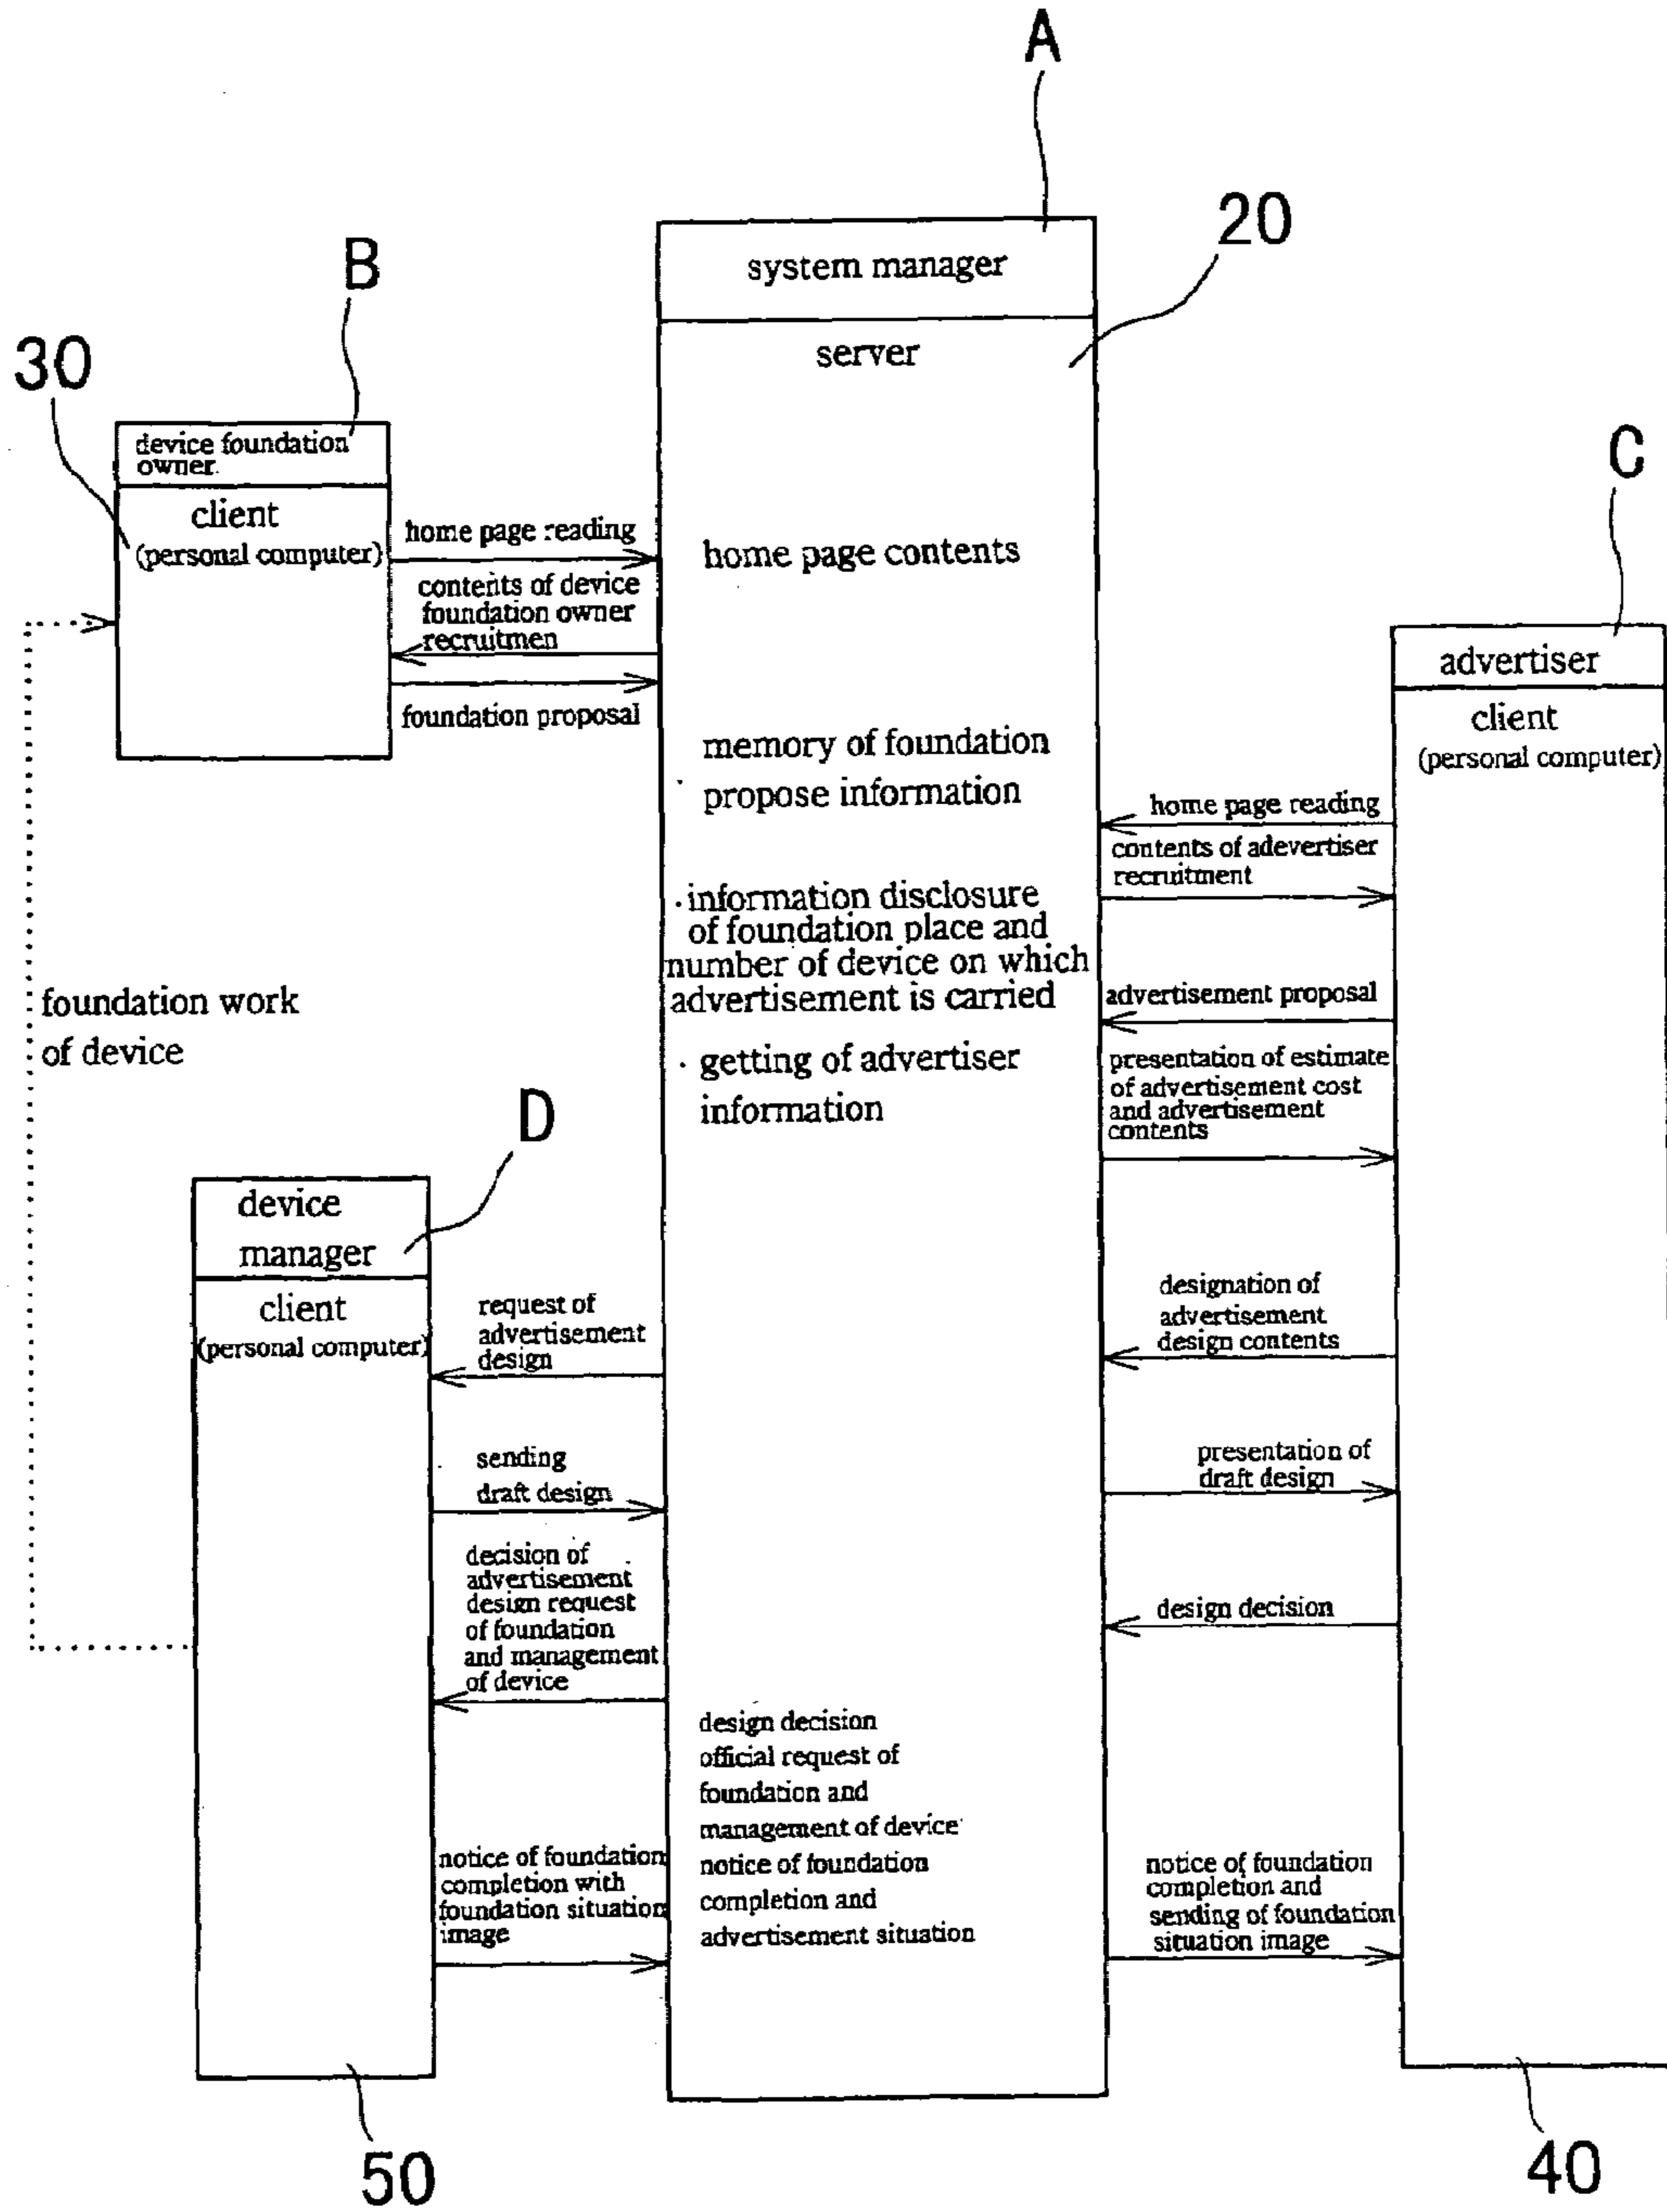 A
20
system manager
server
B
30
device foundation
owner.
client
(personal computer)
home page reading
contents of device
foundation owner
recruitmen
foundation proposal
home page contents
memory of foundation
propose information
information disclosure
of foundation place and
number of device on which
advertisement is carried
getting of advertiser
information
C
advertiser
client
(personal computer)
home page reading
contents of adevertiser
recruitment
advertisement proposal
presentation of estimate
of advertisement cost
and advertisement
contents
designation of
advertisement
design contents
presentation of
draft design
design decision
foundation work
of device
D
device
manager
client
(personal computer)
request of
advertisement
design
sending
draft design
decision of
advertisement
design request
of foundation
and management
of device
design decision
official request of
foundation and
management of device
notice of foundation
completion and
advertisement situation
notice of foundation
completion with
foundation situation
image
notice of foundation
completion and
sending of foundation
situation image
50
40